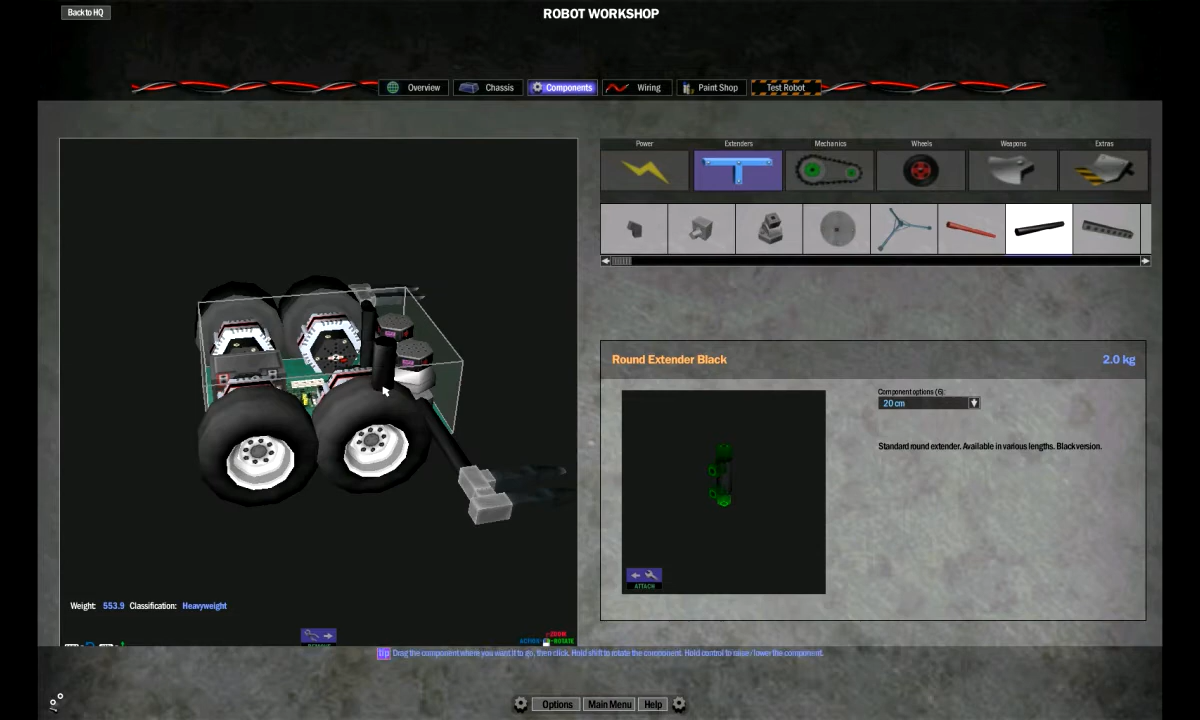 Back to HQ
ROBOT WORKSHOP
Overview
Chassis
Components
Wiring
Paint Shop
Test Robot
Power
Extenders
Mechanics
Wheels
Weapons
Extras
Round Extender Black
2.0 kg
Component options (6):
20 cm
Standard round extender. Available in various lengths. Black version.
ATTACH
Weight: 553.9 Classification: Heavyweight
ZOOM
ROTATE
tip Drag the component where you want it to go, then click. Hold shift to rotate the component. Hold control to raise/lower the component.
Options
Main Menu
Help